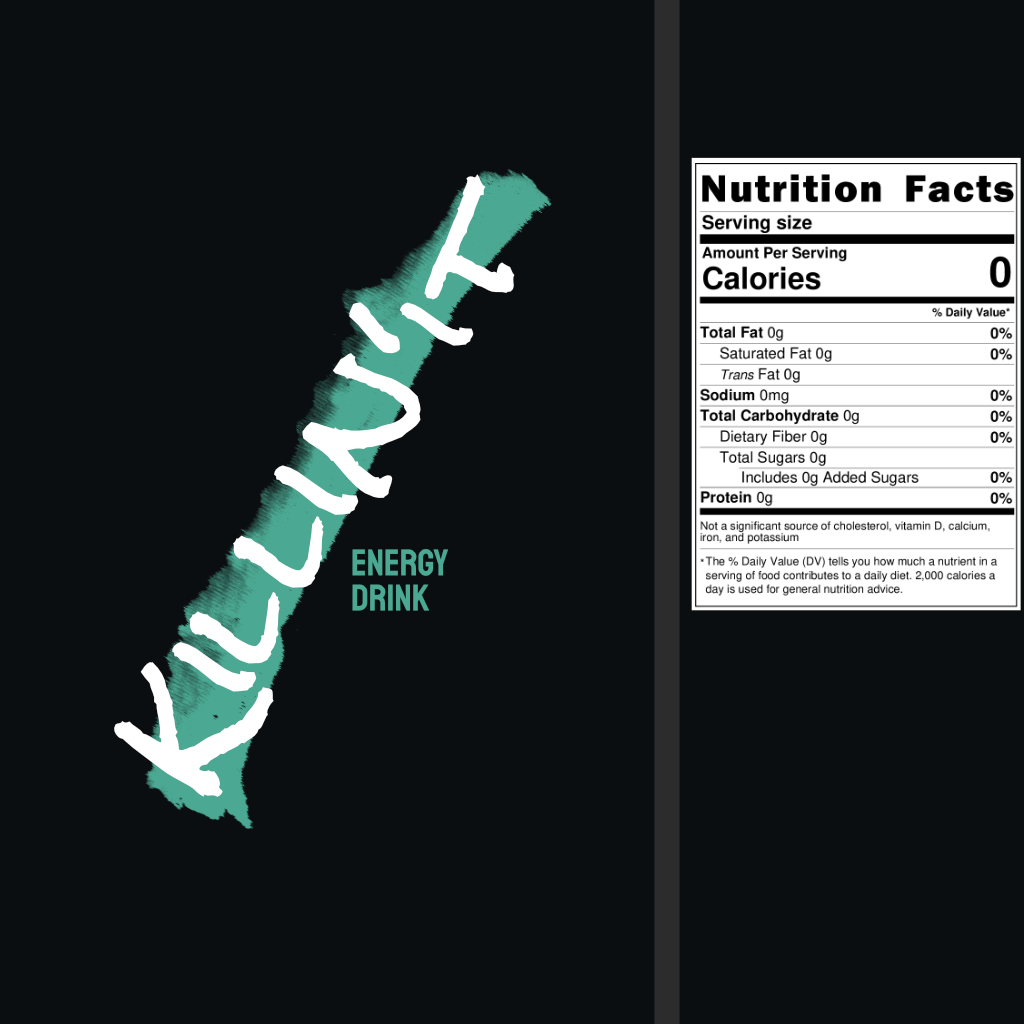 KILLIN'IT
ENERGY
DRINK
Nutrition Facts
Serving size
Amount Per Serving
Calories 0
% Daily Value*
Total Fat 0g 0%
Saturated Fat 0g 0%
Trans Fat 0g
Sodium 0mg 0%
Total Carbohydrate 0g 0%
Dietary Fiber 0g 0%
Total Sugars 0g
Includes 0g Added Sugars 0%
Protein 0g 0%
Not a significant source of cholesterol, vitamin D, calcium,
iron, and potassium
*The % Daily Value (DV) tells you how much a nutrient in a
serving of food contributes to a daily diet. 2,000 calories a
day is used for general nutrition advice.